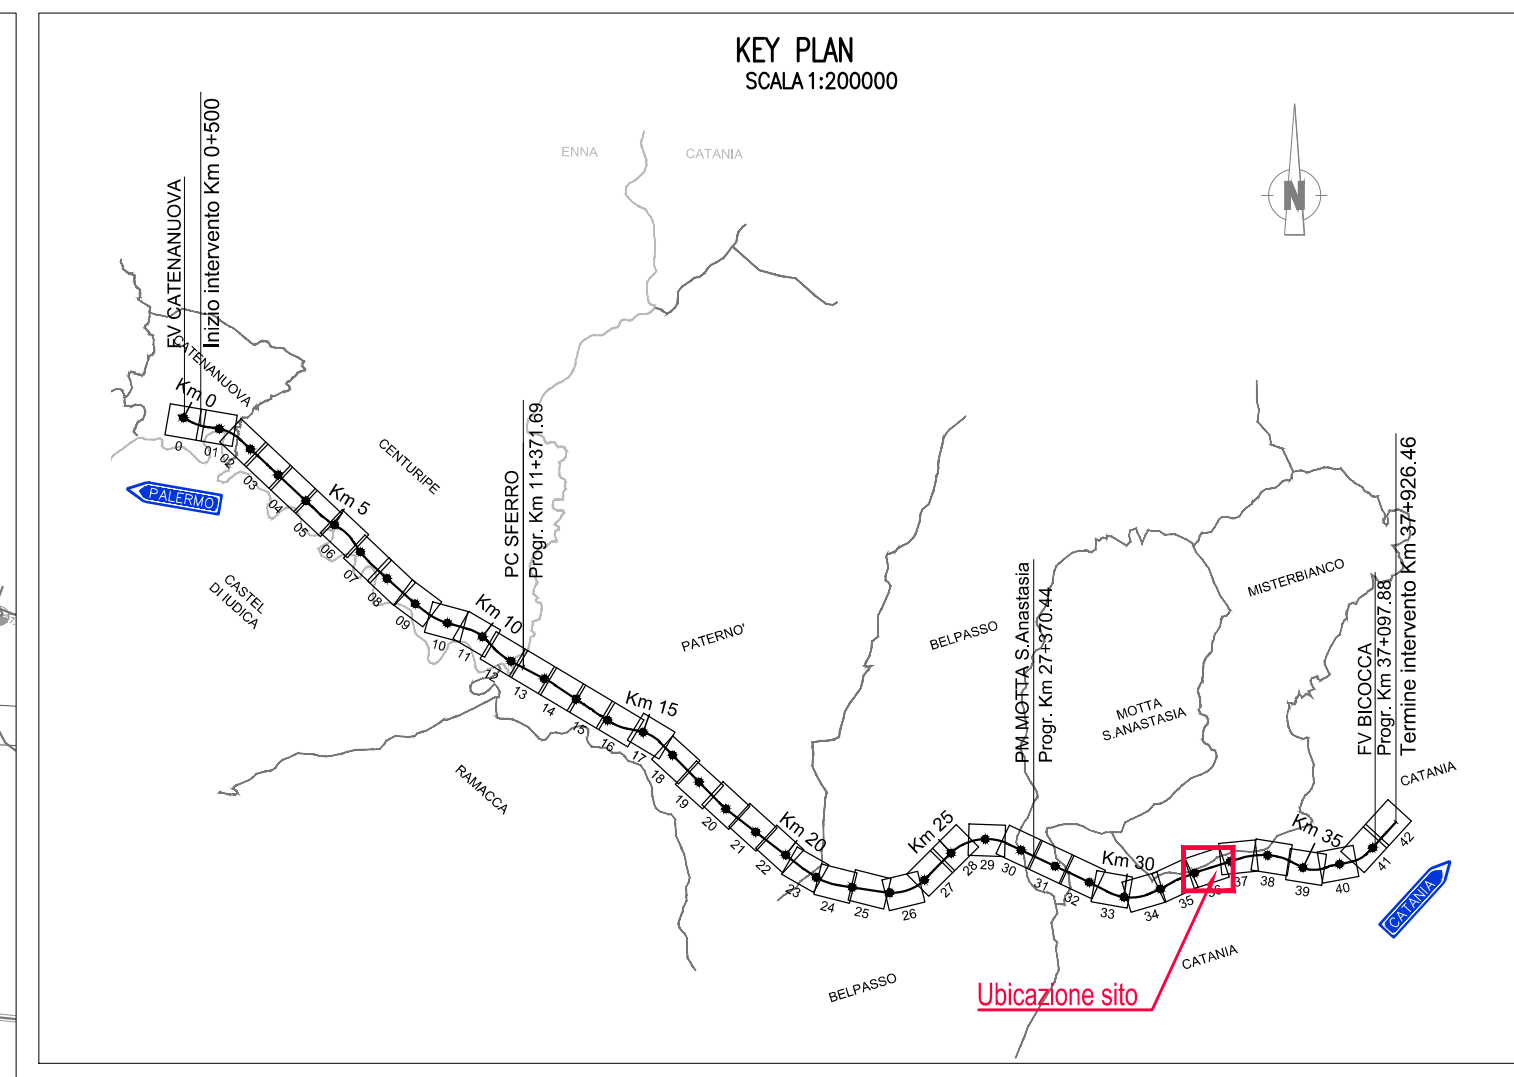 KEY PLAN
SCALA 1:200000
ENNA
CATANIA
N
FV CATENANUOVA
Inizio intervento Km 0+500
CATENANUOVA
Km 0
0
01
02
03
04
05
06
07
08
09
10
11
12
13
14
15
16
17
18
19
20
21
22
23
24
25
26
27
28
29
30
31
32
33
34
35
36
37
38
39
40
41
42
PALERMO
CENTURIPE
Km 5
CASTEL
DI IUDICA
PC SFERRO
Progr. Km 11+371.69
Km 10
RAMACCA
Km 15
PATERNO'
Km 20
BELPASSO
Km 25
PM MOTTA S.Anastasia
Progr. Km 27+370.44
MOTTA
S.ANASTASIA
MISTERBIANCO
Km 30
Km 35
FV BICOCCA
Progr. Km 37+097.88
Termine intervento Km 37+926.46
CATANIA
CATANIA
CATANIA
BELPASSO
Ubicazione sito